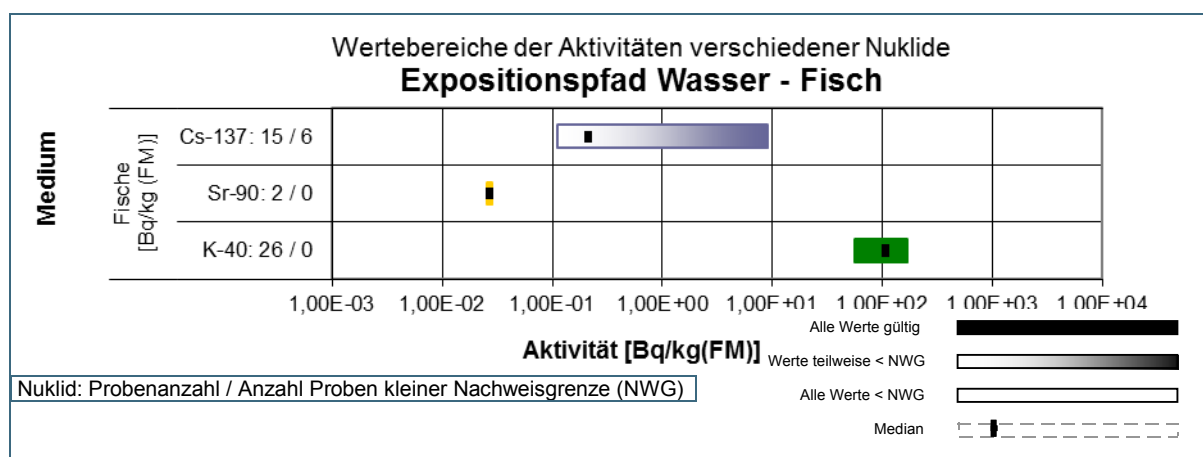 Wertebereiche der Aktivitäten verschiedener Nuklide
Expositionspfad Wasser - Fisch
Medium
Fische
[Bq/kg (FM)]
Cs-137: 15 / 6
Sr-90: 2 / 0
K-40: 26 / 0
1,00E-03 1,00E-02 1,00E-01 1,00E+00 1,00E+01 1,00E+02 1,00E+03 1,00E+04
Aktivität [Bq/kg(FM)]
Alle Werte gültig
Werte teilweise < NWG
Alle Werte < NWG
Median
Nuklid: Probenanzahl / Anzahl Proben kleiner Nachweisgrenze (NWG)